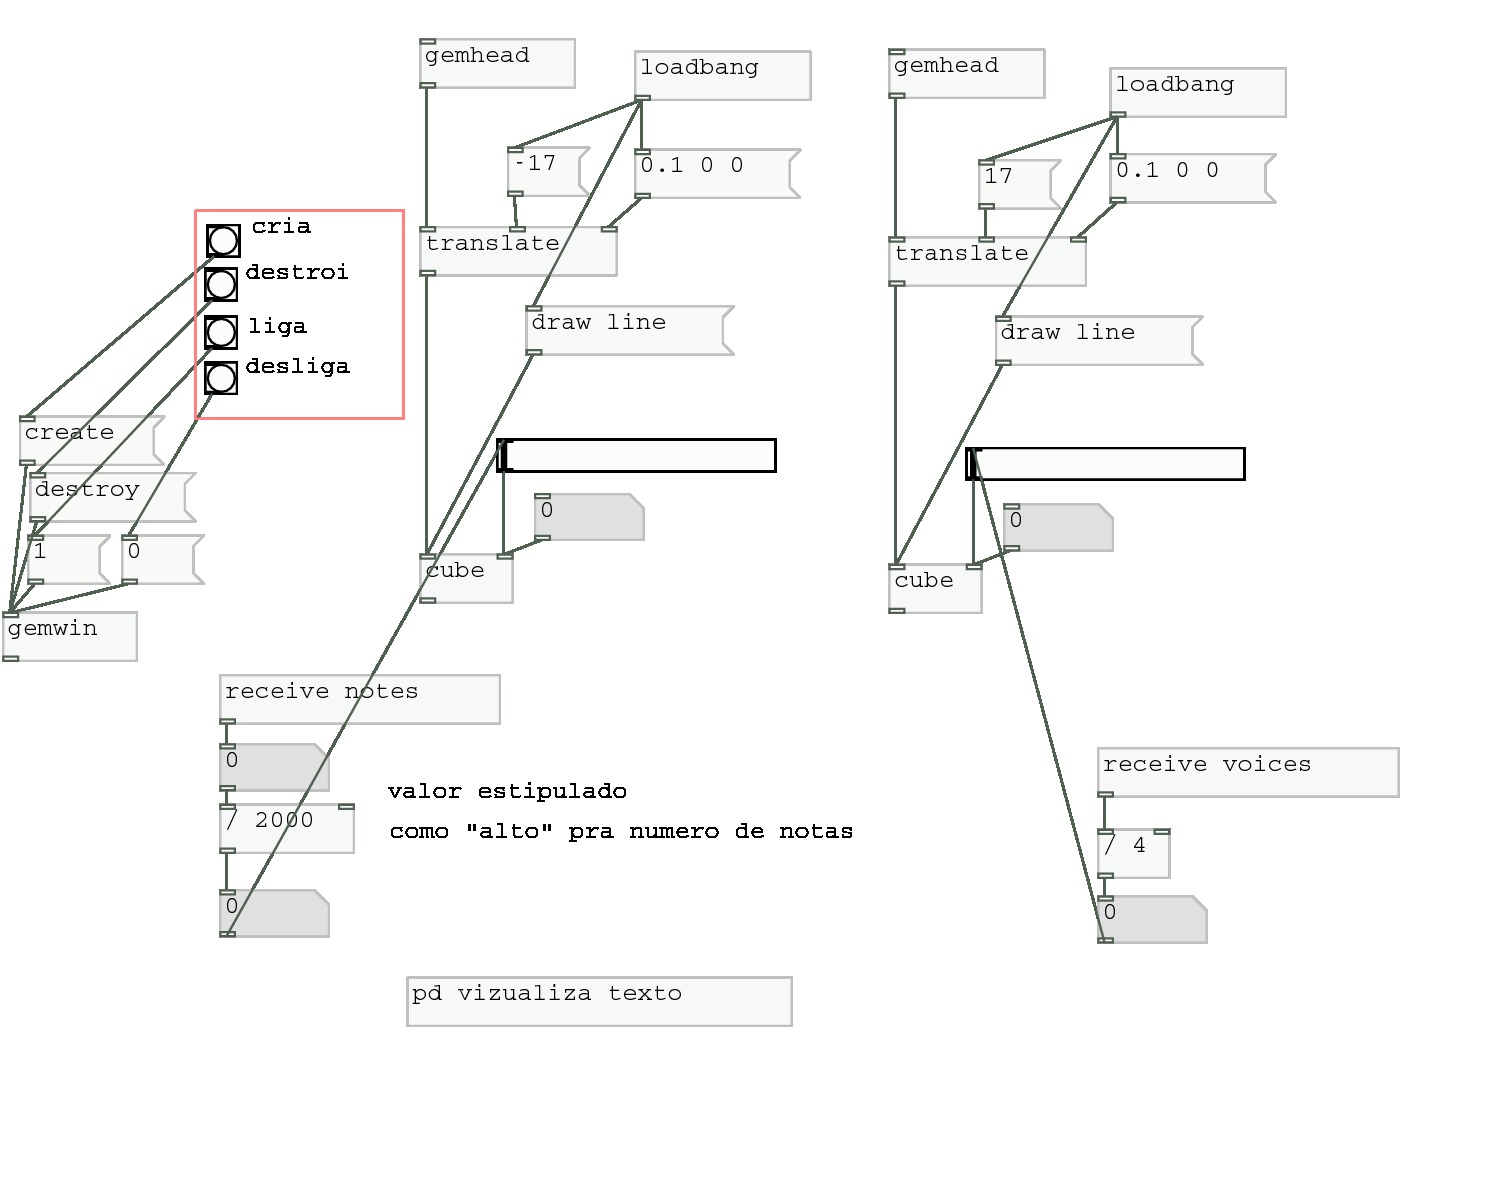 gemhead
loadbang
-17
0.1 0 0
translate
draw line
0
cube
gemhead
loadbang
17
0.1 0 0
translate
draw line
0
cube
cria
destroi
liga
desliga
create
destroy
1
0
gemwin
receive notes
0
/ 2000
0
valor estipulado
como "alto" pra numero de notas
receive voices
/ 4
0
pd vizualiza texto